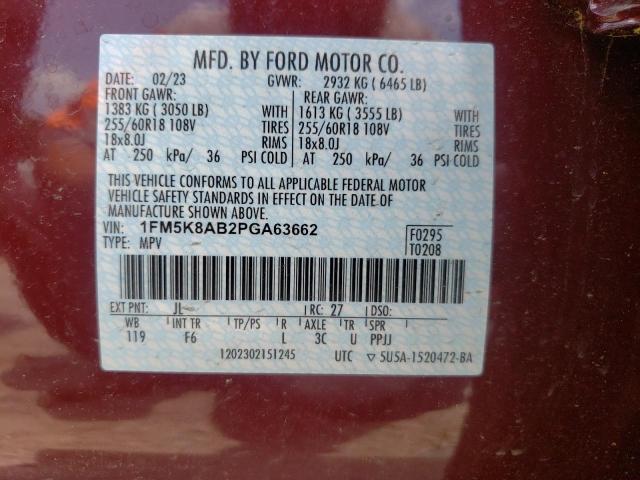 MFD. BY FORD MOTOR CO.
DATE: 02/23 GVWR: 2932 KG ( 6465 LB)
FRONT GAWR: REAR GAWR:
1383 KG ( 3050 LB) WITH 1613 KG ( 3555 LB) WITH
255/60R18 108V TIRES 255/60R18 108V TIRES
18x8.0J RIMS 18x8.0J RIMS
AT 250 kPa/ 36 PSI COLD AT 250 kPa/ 36 PSI COLD
THIS VEHICLE CONFORMS TO ALL APPLICABLE FEDERAL MOTOR
VEHICLE SAFETY STANDARDS IN EFFECT ON THE DATE OF
MANUFACTURE SHOWN ABOVE.
VIN: 1FM5K8AB2PGA63662 F0295
TYPE: MPV T0208
EXT PNT: JL RC: 27 DSO:
WB INT TR TP/PS R AXLE TR SPR
119 F6 L 3C U PPJJ
1202302151245 UTC ▽ 5U5A-1520472-BA